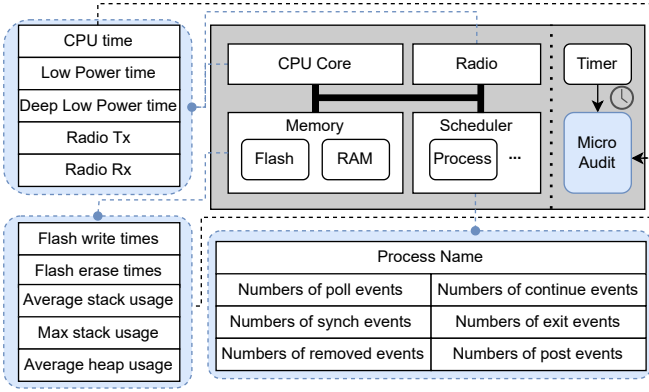 CPU time
Low Power time
Deep Low Power time
Radio Tx
Radio Rx
CPU Core
Radio
Timer
Memory
Flash
RAM
Scheduler
Process
...
Micro
Audit
Flash write times
Flash erase times
Average stack usage
Max stack usage
Average heap usage
Process Name
Numbers of poll events
Numbers of continue events
Numbers of synch events
Numbers of exit events
Numbers of removed events
Numbers of post events